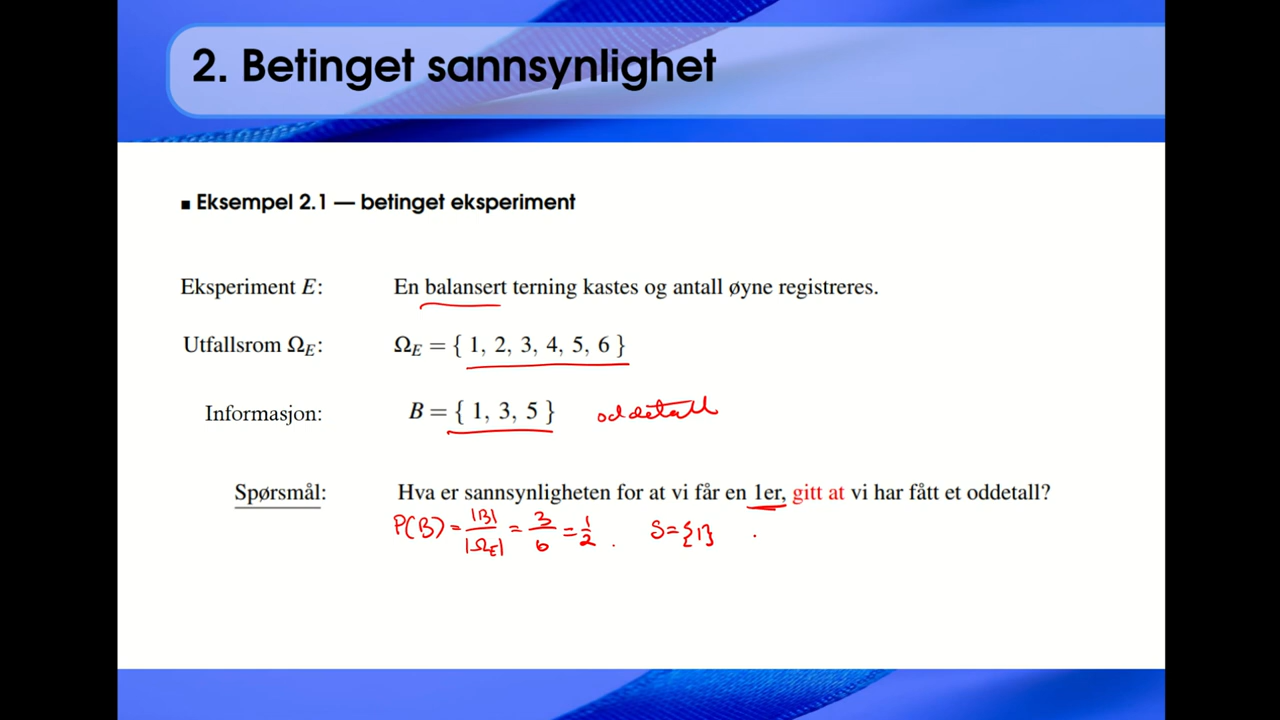 2. Betinget sannsynlighet
■ Eksempel 2.1 — betinget eksperiment
Eksperiment E: En balansert terning kastes og antall øyne registreres.
Utfallsrom Ω_E: Ω_E = { 1, 2, 3, 4, 5, 6 }
Informasjon: B = { 1, 3, 5 } oddetall
Spørsmål: Hva er sannsynligheten for at vi får en 1er, gitt at vi har fått et oddetall?
P(B) = |B| / |Ω_E| = 3/6 = 1/2 . S = {1}